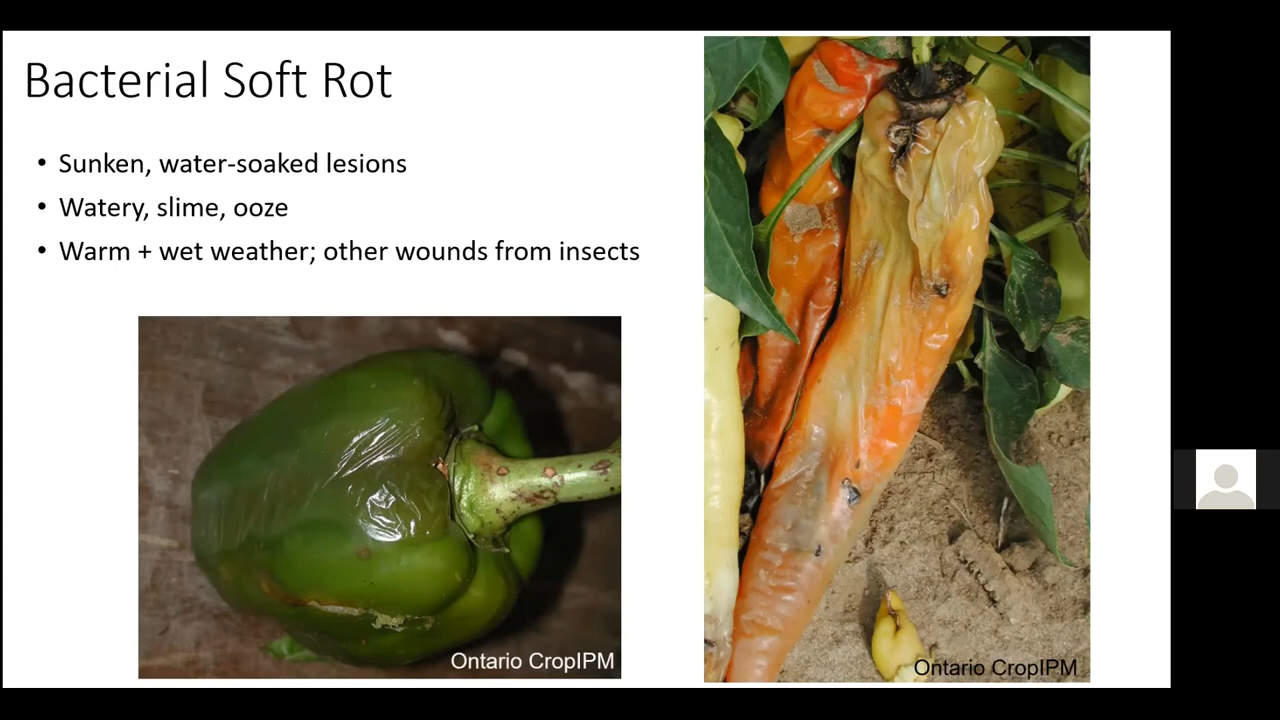 Bacterial Soft Rot
• Sunken, water-soaked lesions
• Watery, slime, ooze
• Warm + wet weather; other wounds from insects
Ontario CropIPM
Ontario CropIPM